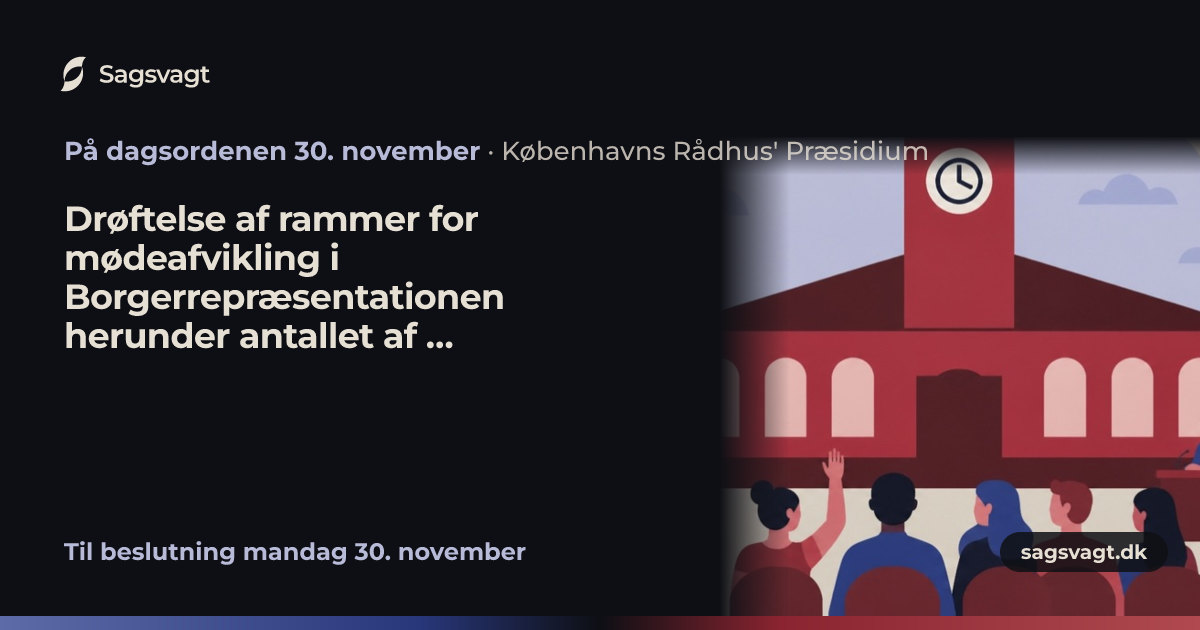 Sagsvagt
På dagsordenen 30. november · Københavns Rådhus' Præsidium
Drøftelse af rammer for
mødeafvikling i
Borgerrepræsentationen
herunder antallet af ...
Til beslutning mandag 30. november
sagsvagt.dk